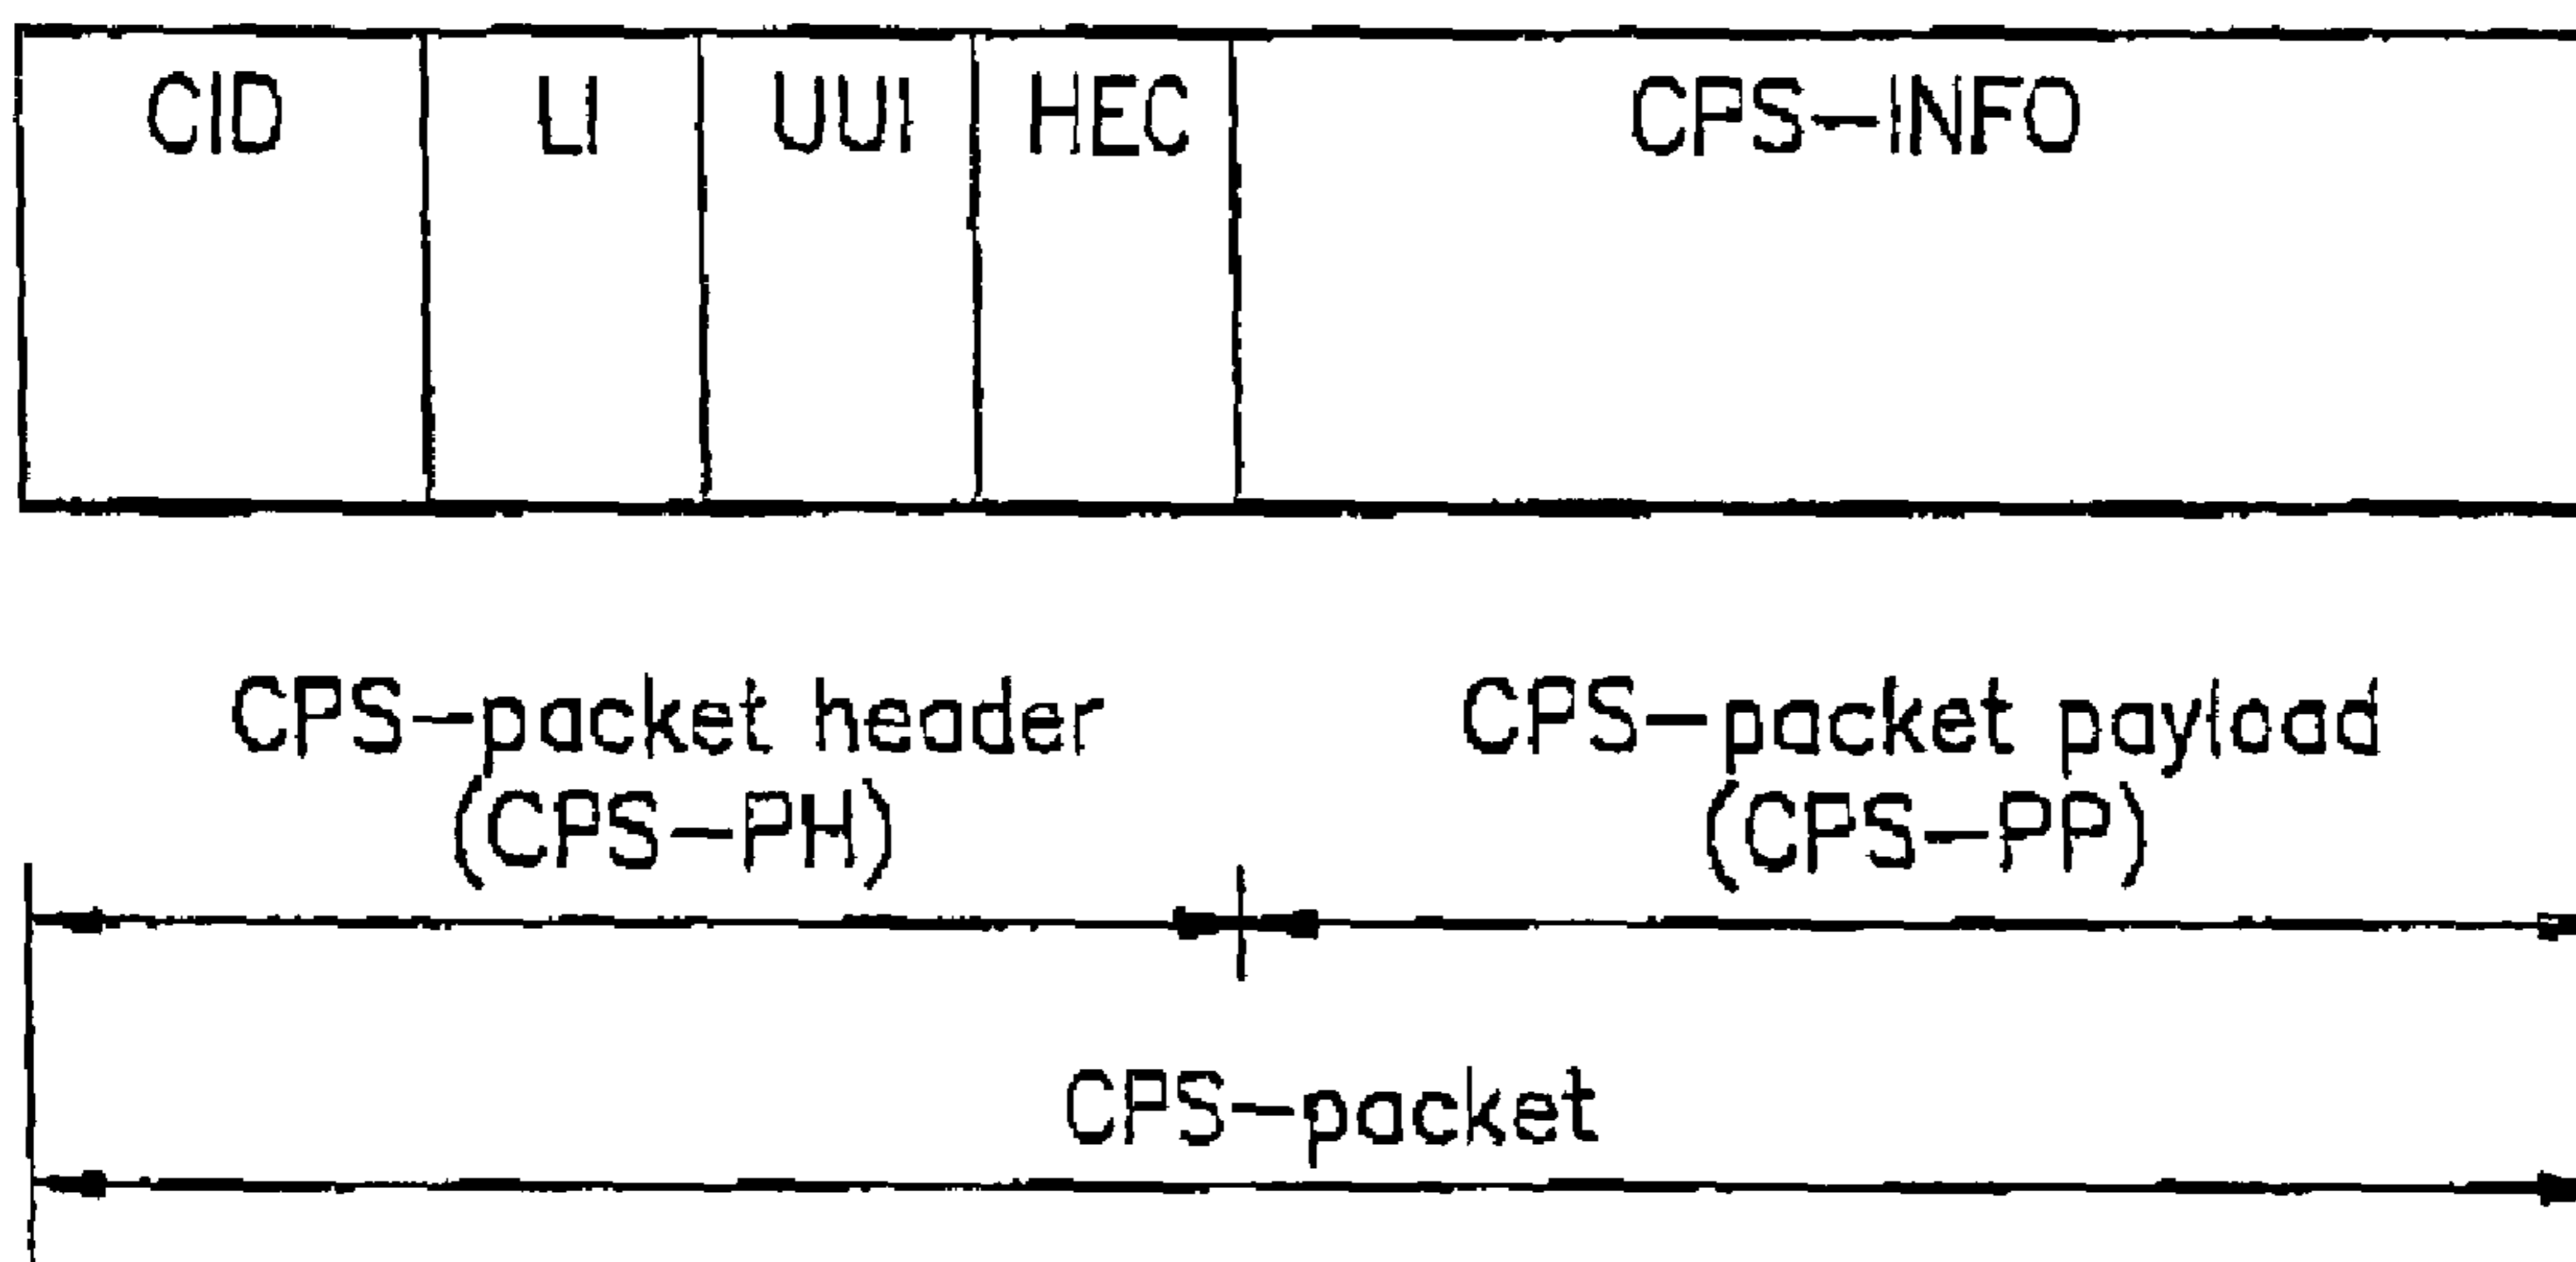 CID LI UUI HEC CPS-INFO
CPS-packet header CPS-packet payload
(CPS-PH) (CPS-PP)
CPS-packet